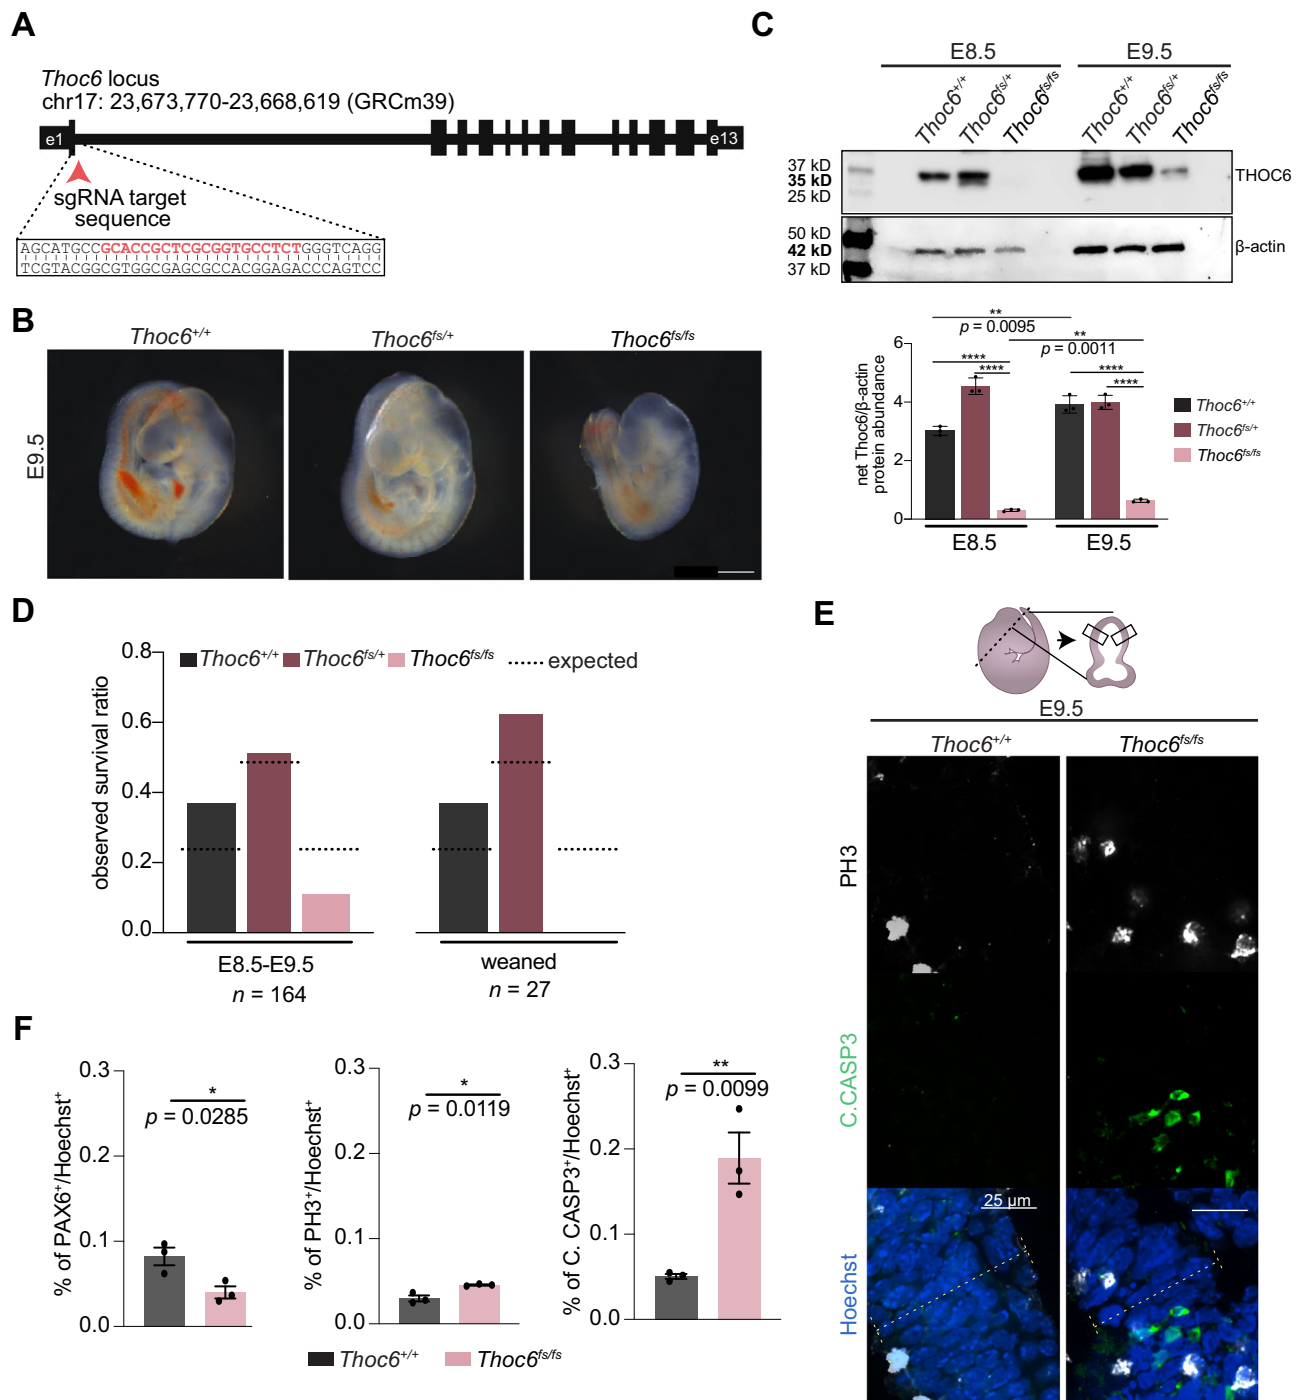 A
Thoc6 locus
chr17: 23,673,770-23,668,619 (GRCm39)
e1
e13
sgRNA target
sequence
AGCATGCCGCACCGCTCGCGGTGCCTCTGGGTCAGG
TCGTACGGCGTGGCGAGCGCCACGGAGACCCAGTCC
B
Thoc6+/+
Thoc6fs/+
Thoc6fs/fs
E9.5
C
E8.5
E9.5
Thoc6+/+
Thoc6fs/+
Thoc6fs/fs
Thoc6+/+
Thoc6fs/+
Thoc6fs/fs
37 kD
35 kD
25 kD
THOC6
50 kD
42 kD
37 kD
β-actin
**
p = 0.0095
**
p = 0.0011
****
****
****
****
net Thoc6/β-actin
protein abundance
6
4
2
0
E8.5
E9.5
Thoc6+/+
Thoc6fs/+
Thoc6fs/fs
D
observed survival ratio
0.8
0.6
0.4
0.2
0.0
Thoc6+/+
Thoc6fs/+
Thoc6fs/fs
expected
E8.5-E9.5
n = 164
weaned
n = 27
E
E9.5
Thoc6+/+
Thoc6fs/fs
PH3
C.CASP3
Hoechst
25 µm
F
% of PAX6+/Hoechst+
0.3
0.2
0.1
0.0
*
p = 0.0285
% of PH3+/Hoechst+
0.3
0.2
0.1
0.0
*
p = 0.0119
% of C. CASP3+/Hoechst+
0.3
0.2
0.1
0.0
**
p = 0.0099
Thoc6+/+
Thoc6fs/fs